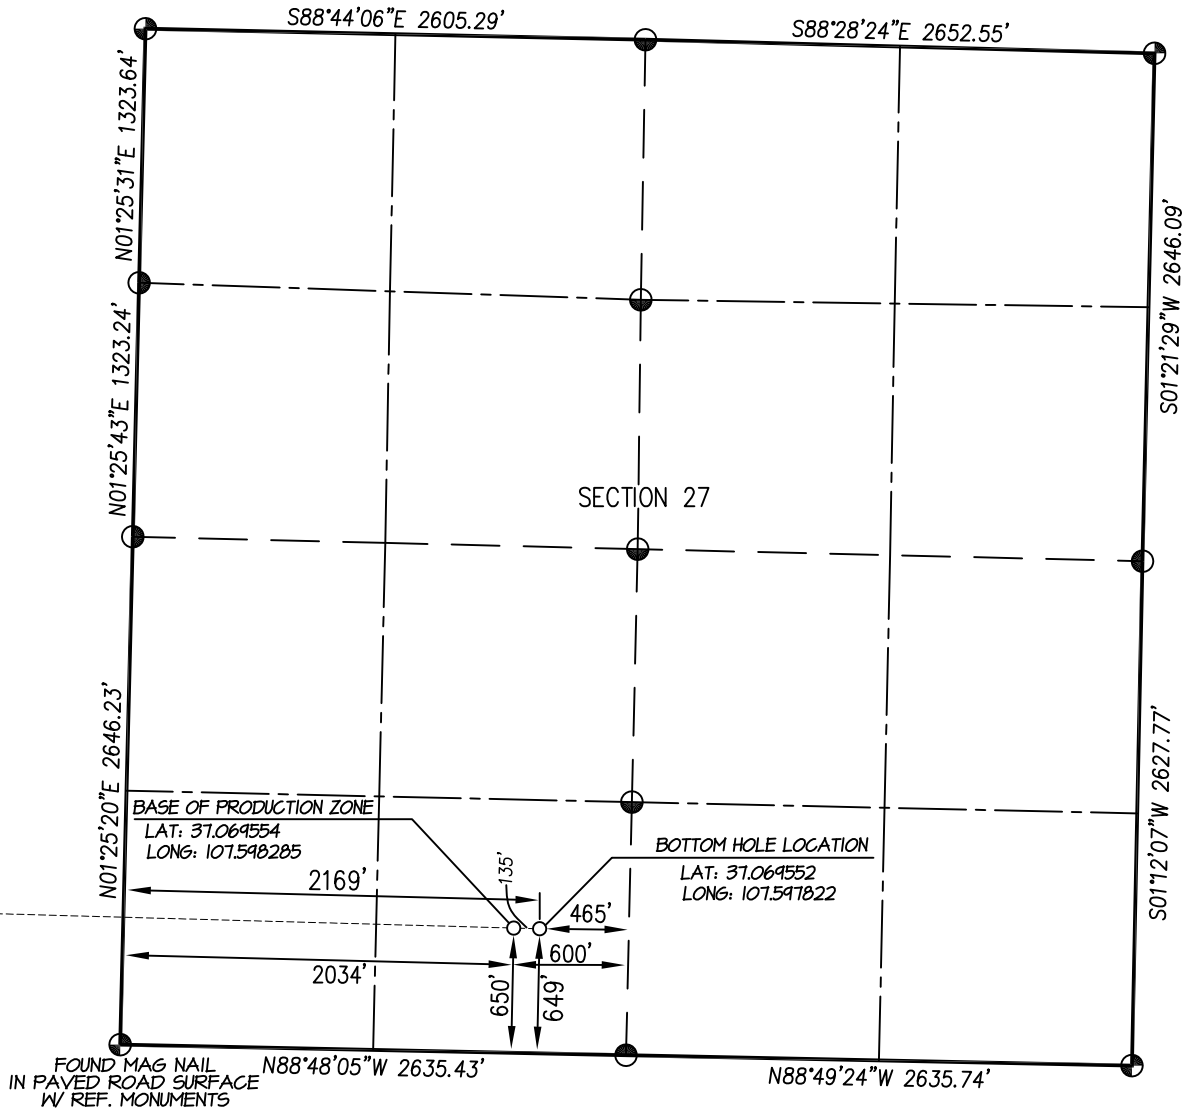 S88°44'06"E 2605.29'
S88°28'24"E 2652.55'
N01°25'31"E 1323.64'
S01°21'29"W 2646.09'
N01°25'43"E 1323.24'
SECTION 27
N01°25'20"E 2646.23'
S01°12'07"W 2627.77'
BASE OF PRODUCTION ZONE
LAT: 37.069554
LONG: 107.598285
BOTTOM HOLE LOCATION
LAT: 37.069552
LONG: 107.597822
135'
2169'
465'
600'
2034'
650'
649'
FOUND MAG NAIL
IN PAVED ROAD SURFACE
W/ REF. MONUMENTS
N88°48'05"W 2635.43'
N88°49'24"W 2635.74'